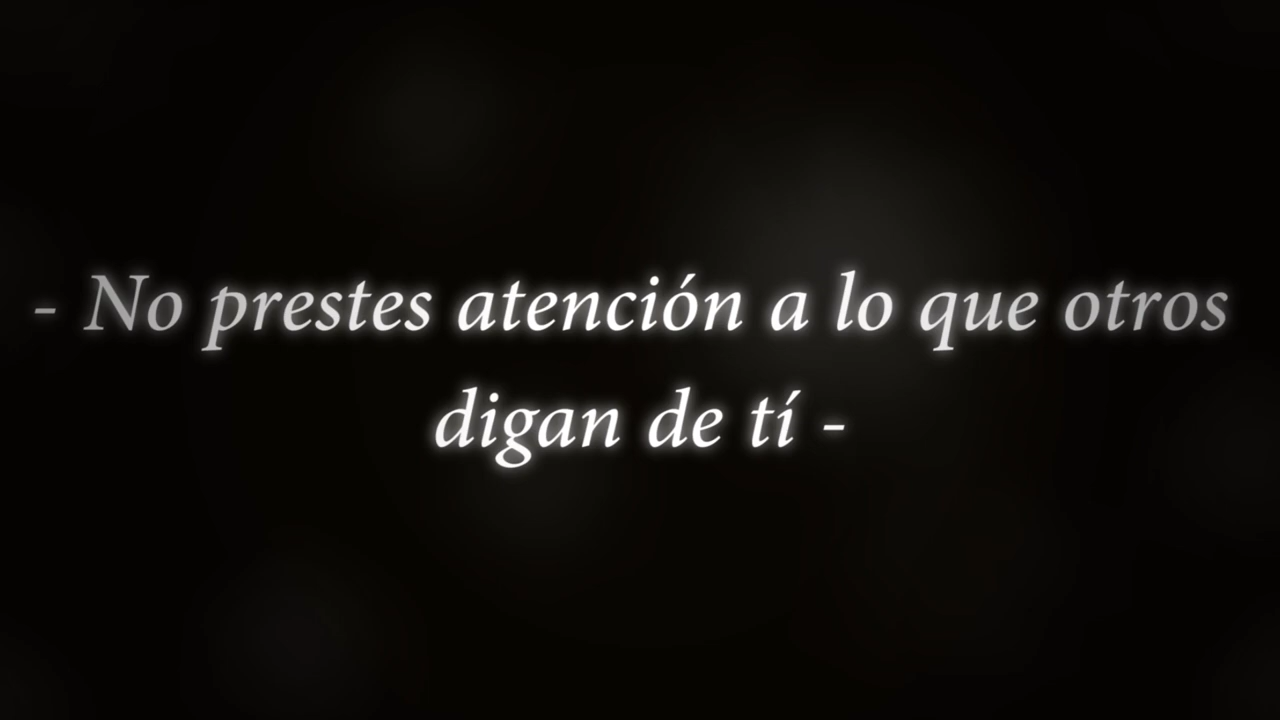 - No prestes atención a lo que otros
digan de tí -